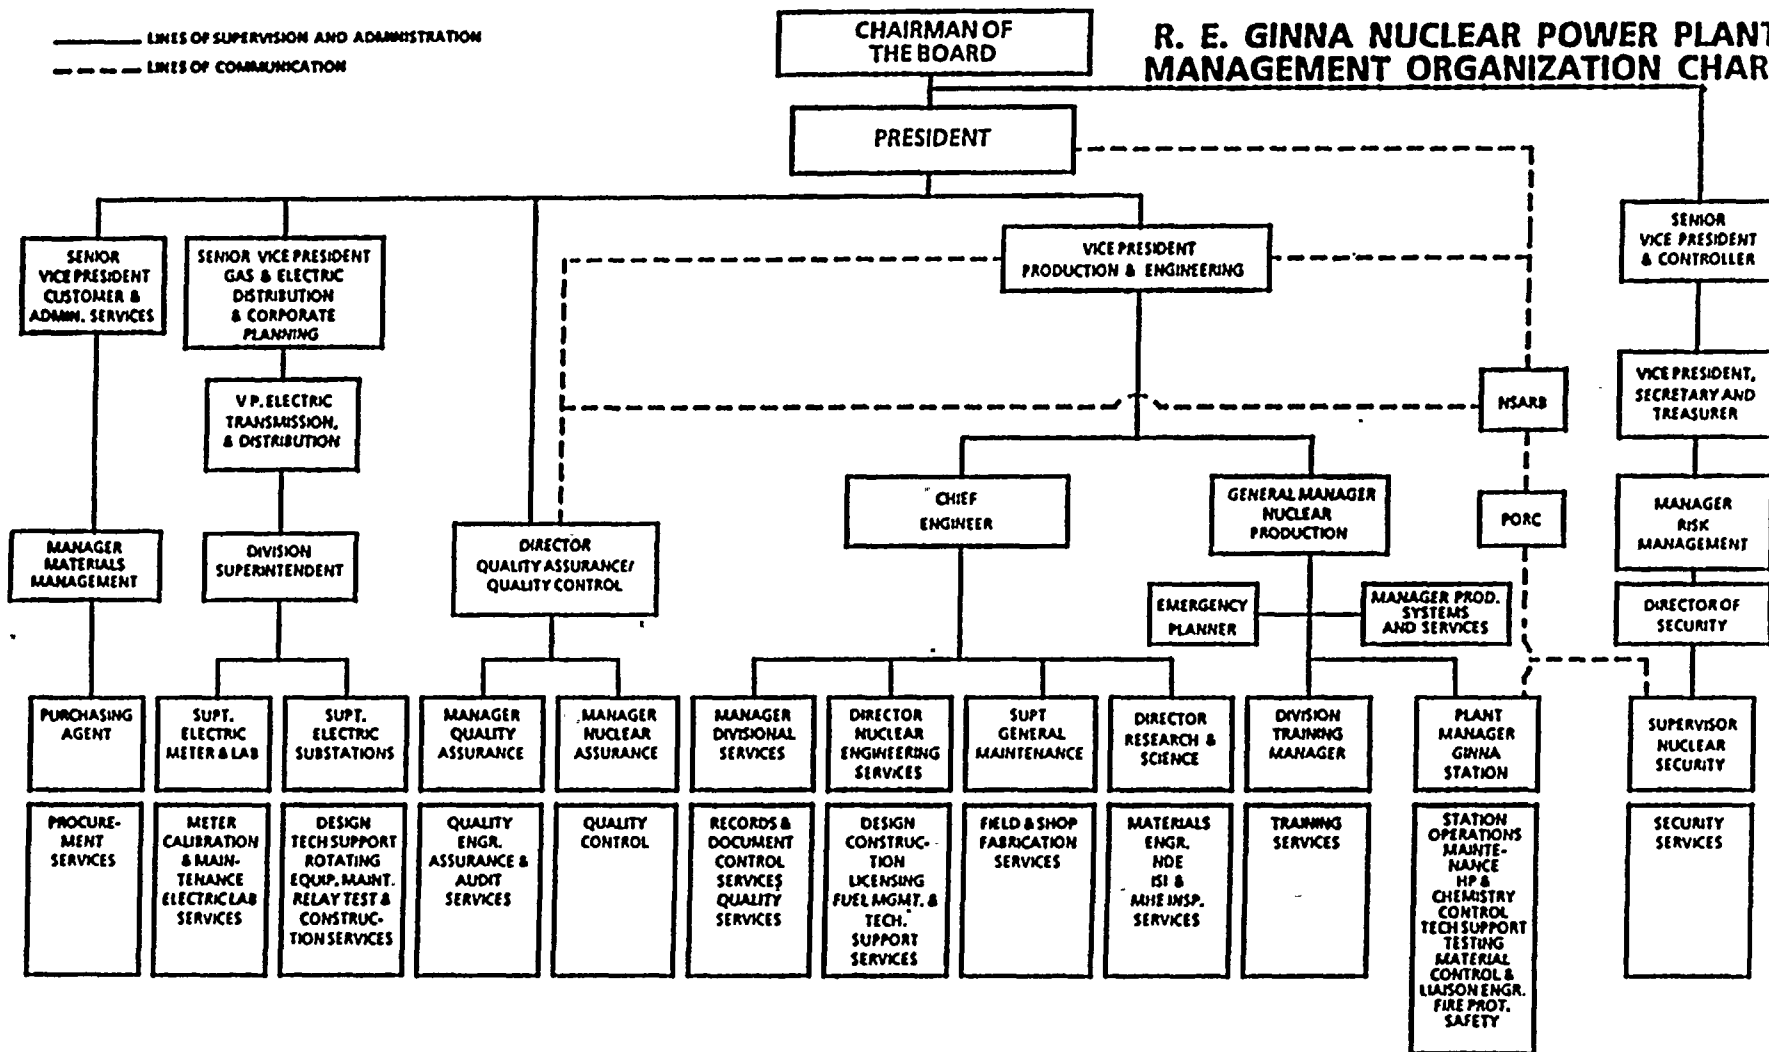 LINES OF SUPERVISION AND ADMINISTRATION
LINES OF COMMUNICATION
R. E. GINNA NUCLEAR POWER PLANT
MANAGEMENT ORGANIZATION CHAR
CHAIRMAN OF
THE BOARD
PRESIDENT
SENIOR
VICE PRESIDENT
CUSTOMER &
ADMIN. SERVICES
SENIOR VICE PRESIDENT
GAS & ELECTRIC
DISTRIBUTION
& CORPORATE
PLANNING
VICE PRESIDENT
PRODUCTION & ENGINEERING
SENIOR
VICE PRESIDENT
& CONTROLLER
V P. ELECTRIC
TRANSMISSION,
& DISTRIBUTION
NSARB
VICE PRESIDENT,
SECRETARY AND
TREASURER
MANAGER
MATERIALS
MANAGEMENT
DIVISION
SUPERINTENDENT
DIRECTOR
QUALITY ASSURANCE/
QUALITY CONTROL
CHIEF
ENGINEER
GENERAL MANAGER
NUCLEAR
PRODUCTION
PORC
MANAGER
RISK
MANAGEMENT
EMERGENCY
PLANNER
MANAGER PROD.
SYSTEMS
AND SERVICES
DIRECTOR OF
SECURITY
PURCHASING
AGENT
SUPT.
ELECTRIC
METER & LAB
SUPT.
ELECTRIC
SUBSTATIONS
MANAGER
QUALITY
ASSURANCE
MANAGER
NUCLEAR
ASSURANCE
MANAGER
DIVISIONAL
SERVICES
DIRECTOR
NUCLEAR
ENGINEERING
SERVICES
SUPT
GENERAL
MAINTENANCE
DIRECTOR
RESEARCH &
SCIENCE
DIVISION
TRAINING
MANAGER
PLANT
MANAGER
GINNA
STATION
SUPERVISOR
NUCLEAR
SECURITY
PROCURE-
MENT
SERVICES
METER
CALIBRATION
& MAIN-
TENANCE
ELECTRIC LAB
SERVICES
DESIGN
TECH SUPPORT
ROTATING
EQUIP. MAINT.
RELAY TEST &
CONSTRUC-
TION SERVICES
QUALITY
ENGR.
ASSURANCE &
AUDIT
SERVICES
QUALITY
CONTROL
RECORDS &
DOCUMENT
CONTROL
SERVICES
QUALITY
SERVICES
DESIGN
CONSTRUC-
TION
LICENSING
FUEL MGMT. &
TECH.
SUPPORT
SERVICES
FIELD & SHOP
FABRICATION
SERVICES
MATERIALS
ENGR.
NDE
ISI &
MHE INSP.
SERVICES
TRAINING
SERVICES
STATION
OPERATIONS
MAINTE-
NANCE
HP &
CHEMISTRY
CONTROL
TECH SUPPORT
TESTING
MATERIAL
CONTROL &
LIAISON ENGR.
FIRE PROT.
SAFETY
SECURITY
SERVICES